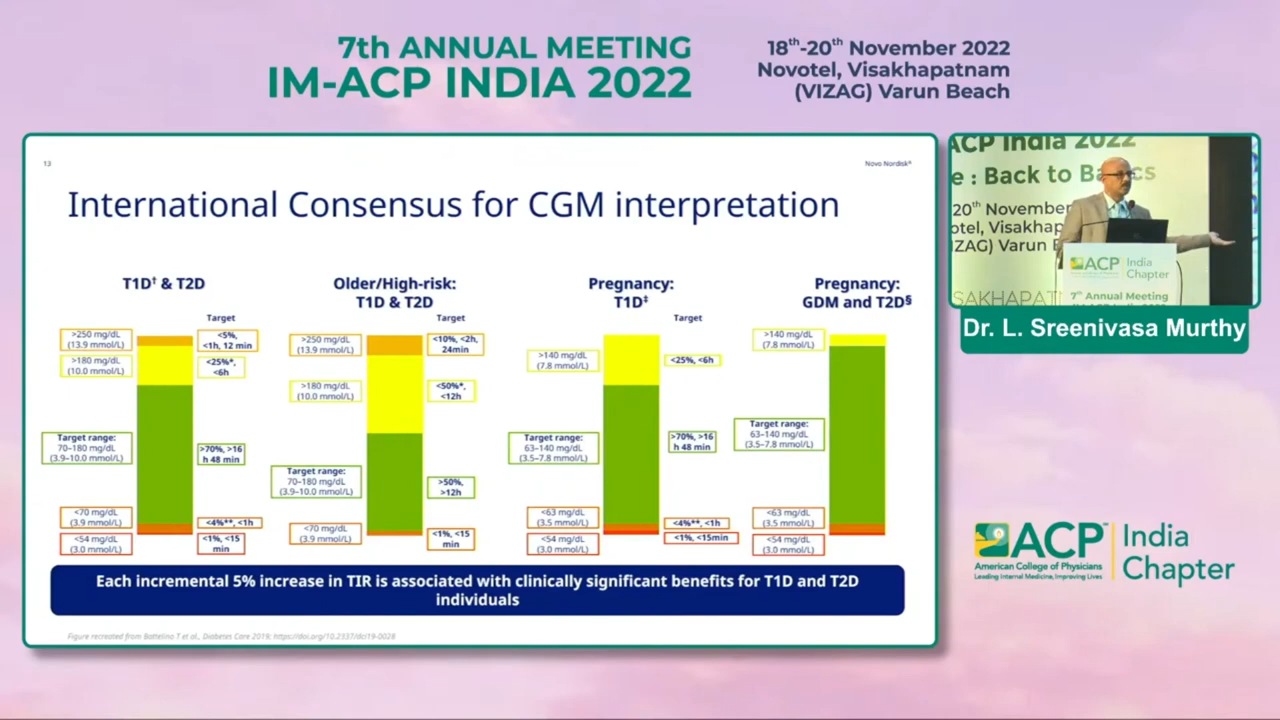 7th ANNUAL MEETING
IM-ACP INDIA 2022
18th-20th November 2022
Novotel, Visakhapatnam
(VIZAG) Varun Beach
13
Novo Nordisk®
International Consensus for CGM interpretation
T1D† & T2D
Target
>250 mg/dL
(13.9 mmol/L)
<5%,
<1h, 12 min
>180 mg/dL
(10.0 mmol/L)
<25%*,
<6h
Target range:
70–180 mg/dL
(3.9–10.0 mmol/L)
>70%, >16
h 48 min
<70 mg/dL
(3.9 mmol/L)
<4%**, <1h
<54 mg/dL
(3.0 mmol/L)
<1%, <15
min
Older/High-risk:
T1D & T2D
Target
>250 mg/dL
(13.9 mmol/L)
<10%, <2h,
24min
>180 mg/dL
(10.0 mmol/L)
<50%*,
<12h
Target range:
70–180 mg/dL
(3.9–10.0 mmol/L)
>50%,
>12h
<70 mg/dL
(3.9 mmol/L)
<1%, <15
min
Pregnancy:
T1D‡
Target
>140 mg/dL
(7.8 mmol/L)
<25%, <6h
Target range:
63–140 mg/dL
(3.5–7.8 mmol/L)
>70%, >16
h 48 min
<63 mg/dL
(3.5 mmol/L)
<4%**, <1h
<54 mg/dL
(3.0 mmol/L)
<1%, <15min
Pregnancy:
GDM and T2D§
>140 mg/dL
(7.8 mmol/L)
Target range:
63–140 mg/dL
(3.5–7.8 mmol/L)
<63 mg/dL
(3.5 mmol/L)
<54 mg/dL
(3.0 mmol/L)
Each incremental 5% increase in TIR is associated with clinically significant benefits for T1D and T2D
individuals
Figure recreated from Battelino T et al., Diabetes Care 2019; https://doi.org/10.2337/dci19-0028
ACP India 2022
e : Back to Ba cs
20th November
otel, Visakhap
IZAG) Varun B
SAKHAPAT
ACP India
Chapter
7th Annual Meeting
Dr. L. Sreenivasa Murthy
ACP™
American College of Physicians
Leading Internal Medicine, Improving Lives
India
Chapter